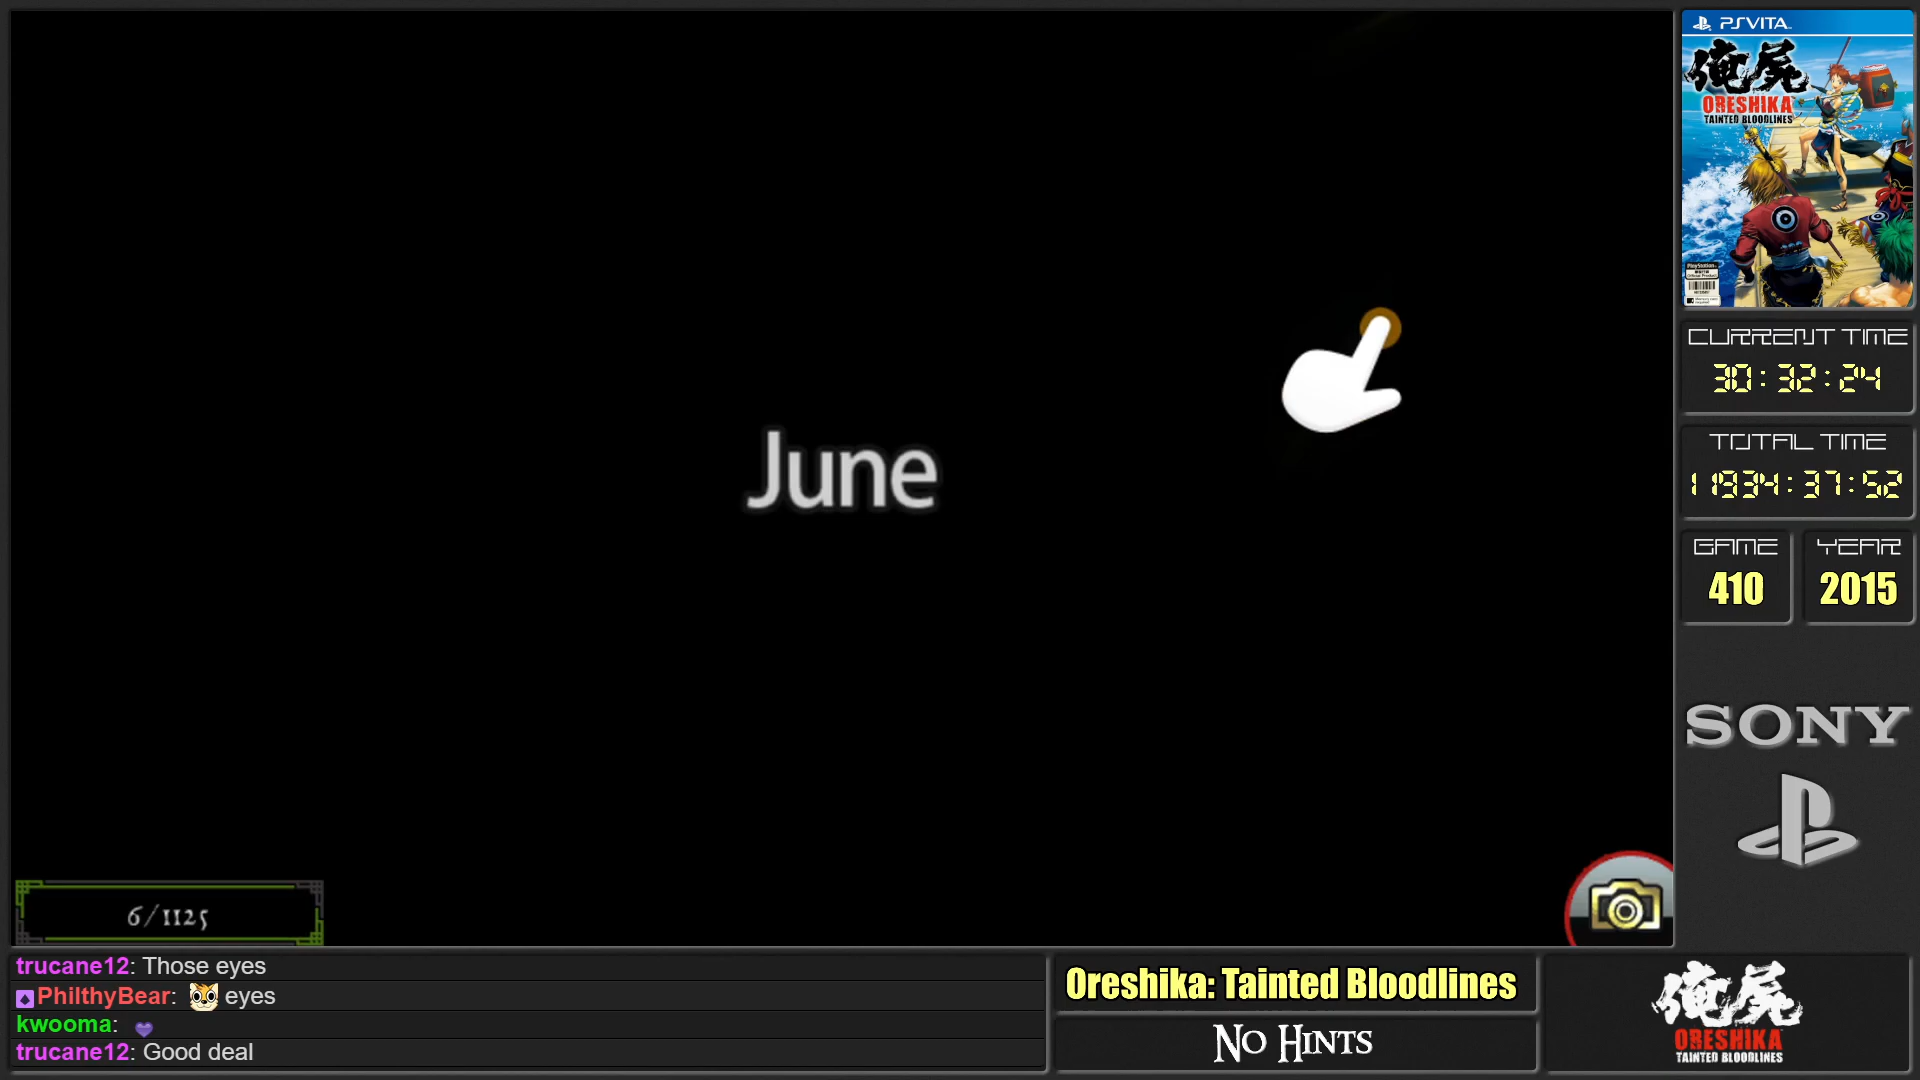 June
6/1125
PSVITA
俺屍
ORESHIKA
TAINTED BLOODLINES
CURRENT TIME
30:32:24
TOTAL TIME
11934:37:52
GAME
410
YEAR
2015
SONY
trucane12: Those eyes
PhilthyBear: eyes
kwooma:
trucane12: Good deal
Oreshika: Tainted Bloodlines
No Hints
俺屍
ORESHIKA
TAINTED BLOODLINES